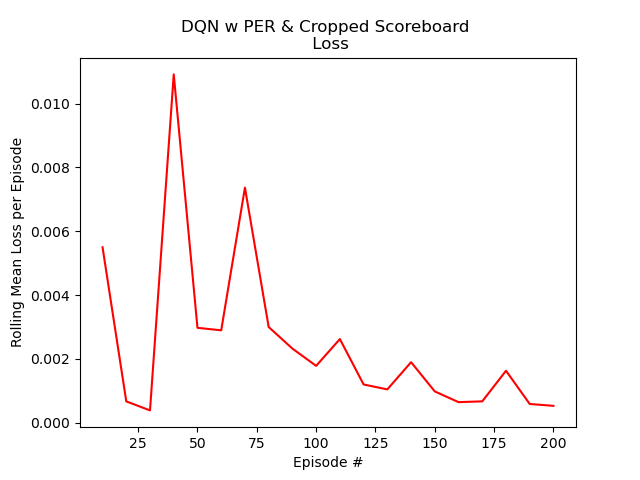 DQN w PER & Cropped Scoreboard
Loss
Rolling Mean Loss per Episode
0.010
0.008
0.006
0.004
0.002
0.000
25 50 75 100 125 150 175 200
Episode #